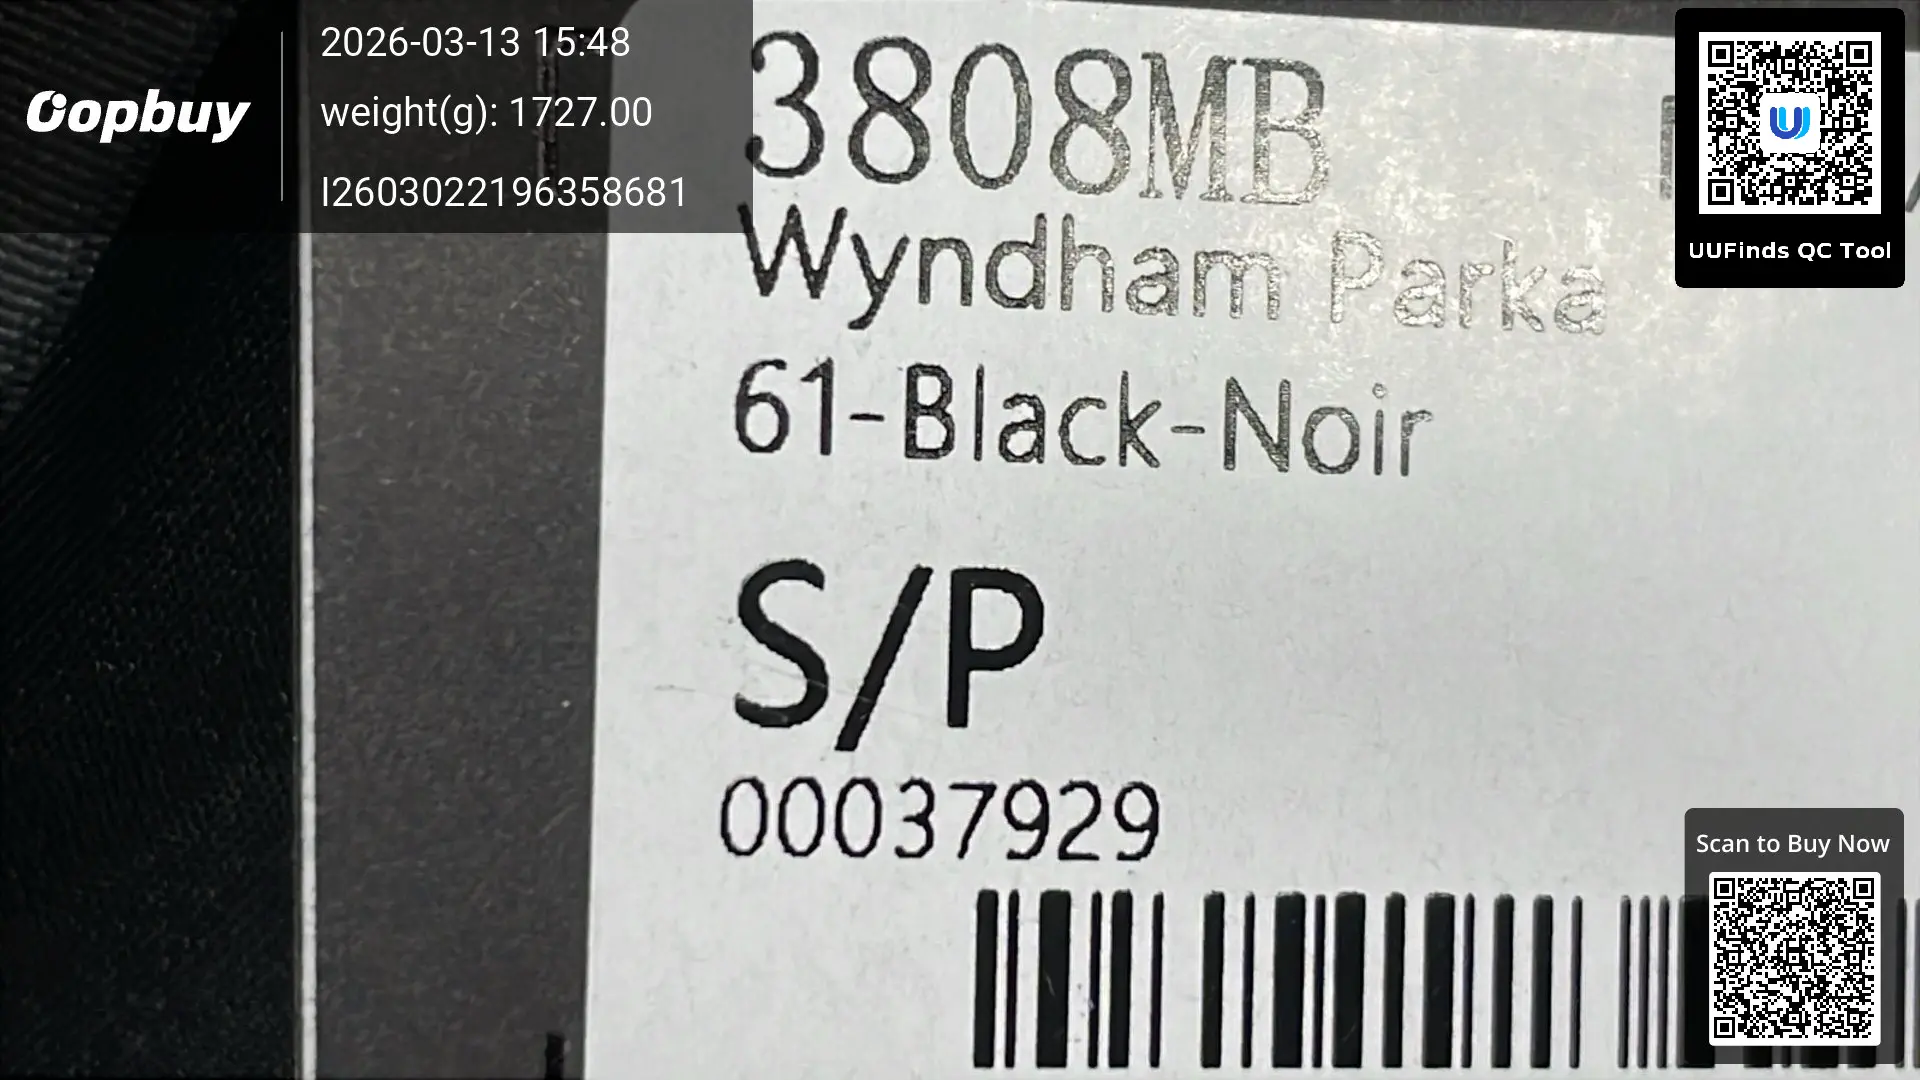 Oopbuy
2026-03-13 15:48
weight(g): 1727.00
I2603022196358681
3808MB
Wyndham Parka
61-Black-Noir
S/P
00037929
UUFinds QC Tool
Scan to Buy Now